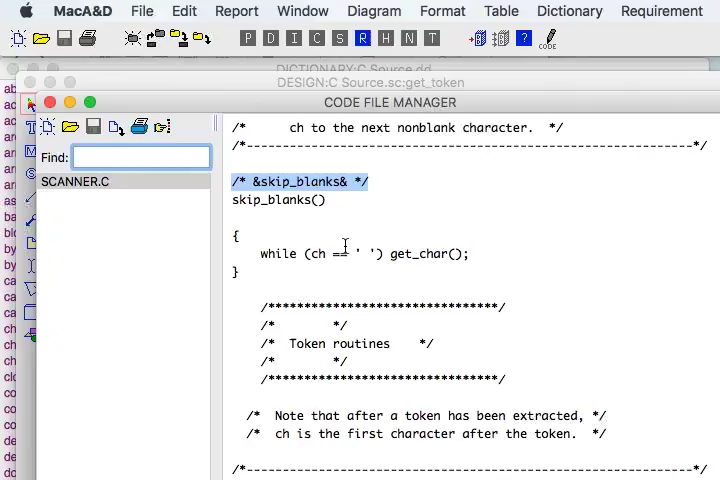 MacA&D File Edit Report Window Diagram Format Table Dictionary Requirement
P D I C S R H N T ? CODE
DICTIONARY:C Source.dd
DESIGN:C Source.sc:get_token
CODE FILE MANAGER
Find:
SCANNER.C
/*      ch to the next nonblank character.  */
/*--------------------------------------------------------------*/
/* &skip_blanks& */
skip_blanks()
{
    while (ch == ' ') get_char();
}
/********************************/
/*        */
/*  Token routines    */
/*        */
/********************************/
/*  Note that after a token has been extracted, */
/*  ch is the first character after the token.  */
/*--------------------------------------------------------------*/